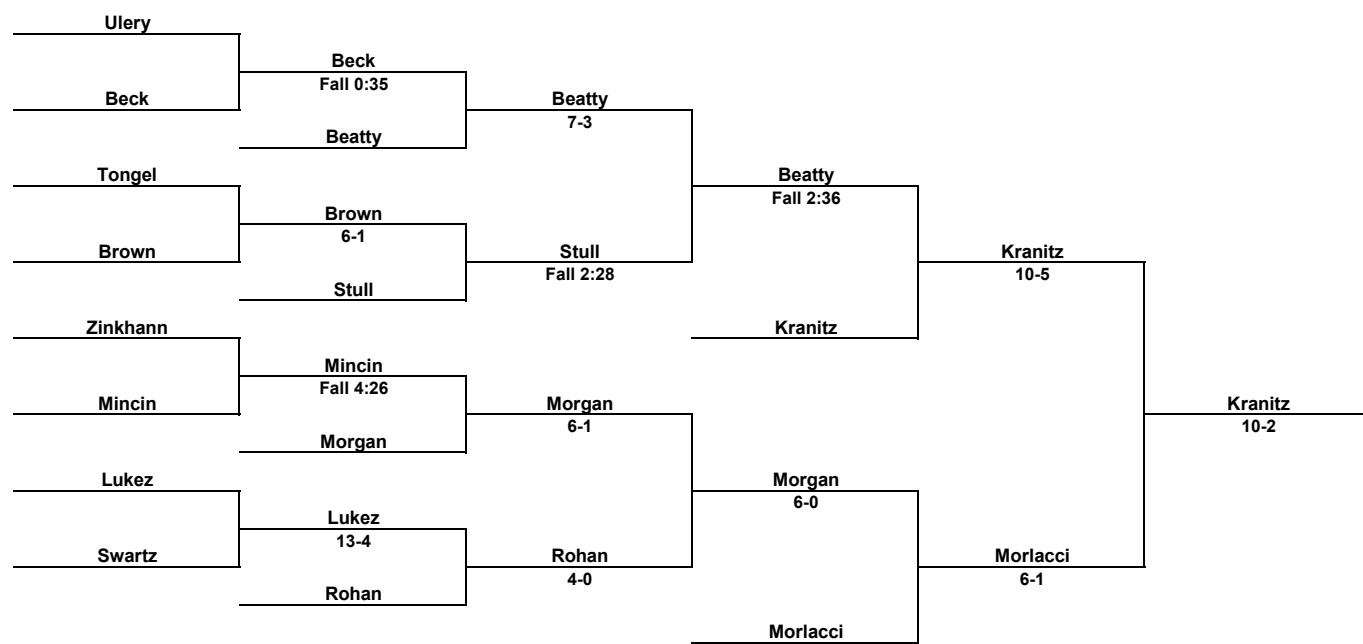 Ulery
Beck
Fall 0:35
Beck
Beatty
7-3
Beatty
Tongel
Beatty
Fall 2:36
Brown
6-1
Brown
Stull
Fall 2:28
Kranitz
10-5
Stull
Zinkhann
Kranitz
Mincin
Fall 4:26
Mincin
Morgan
6-1
Kranitz
10-2
Morgan
Lukez
Morgan
6-0
Lukez
13-4
Swartz
Rohan
4-0
Morlacci
6-1
Rohan
Morlacci